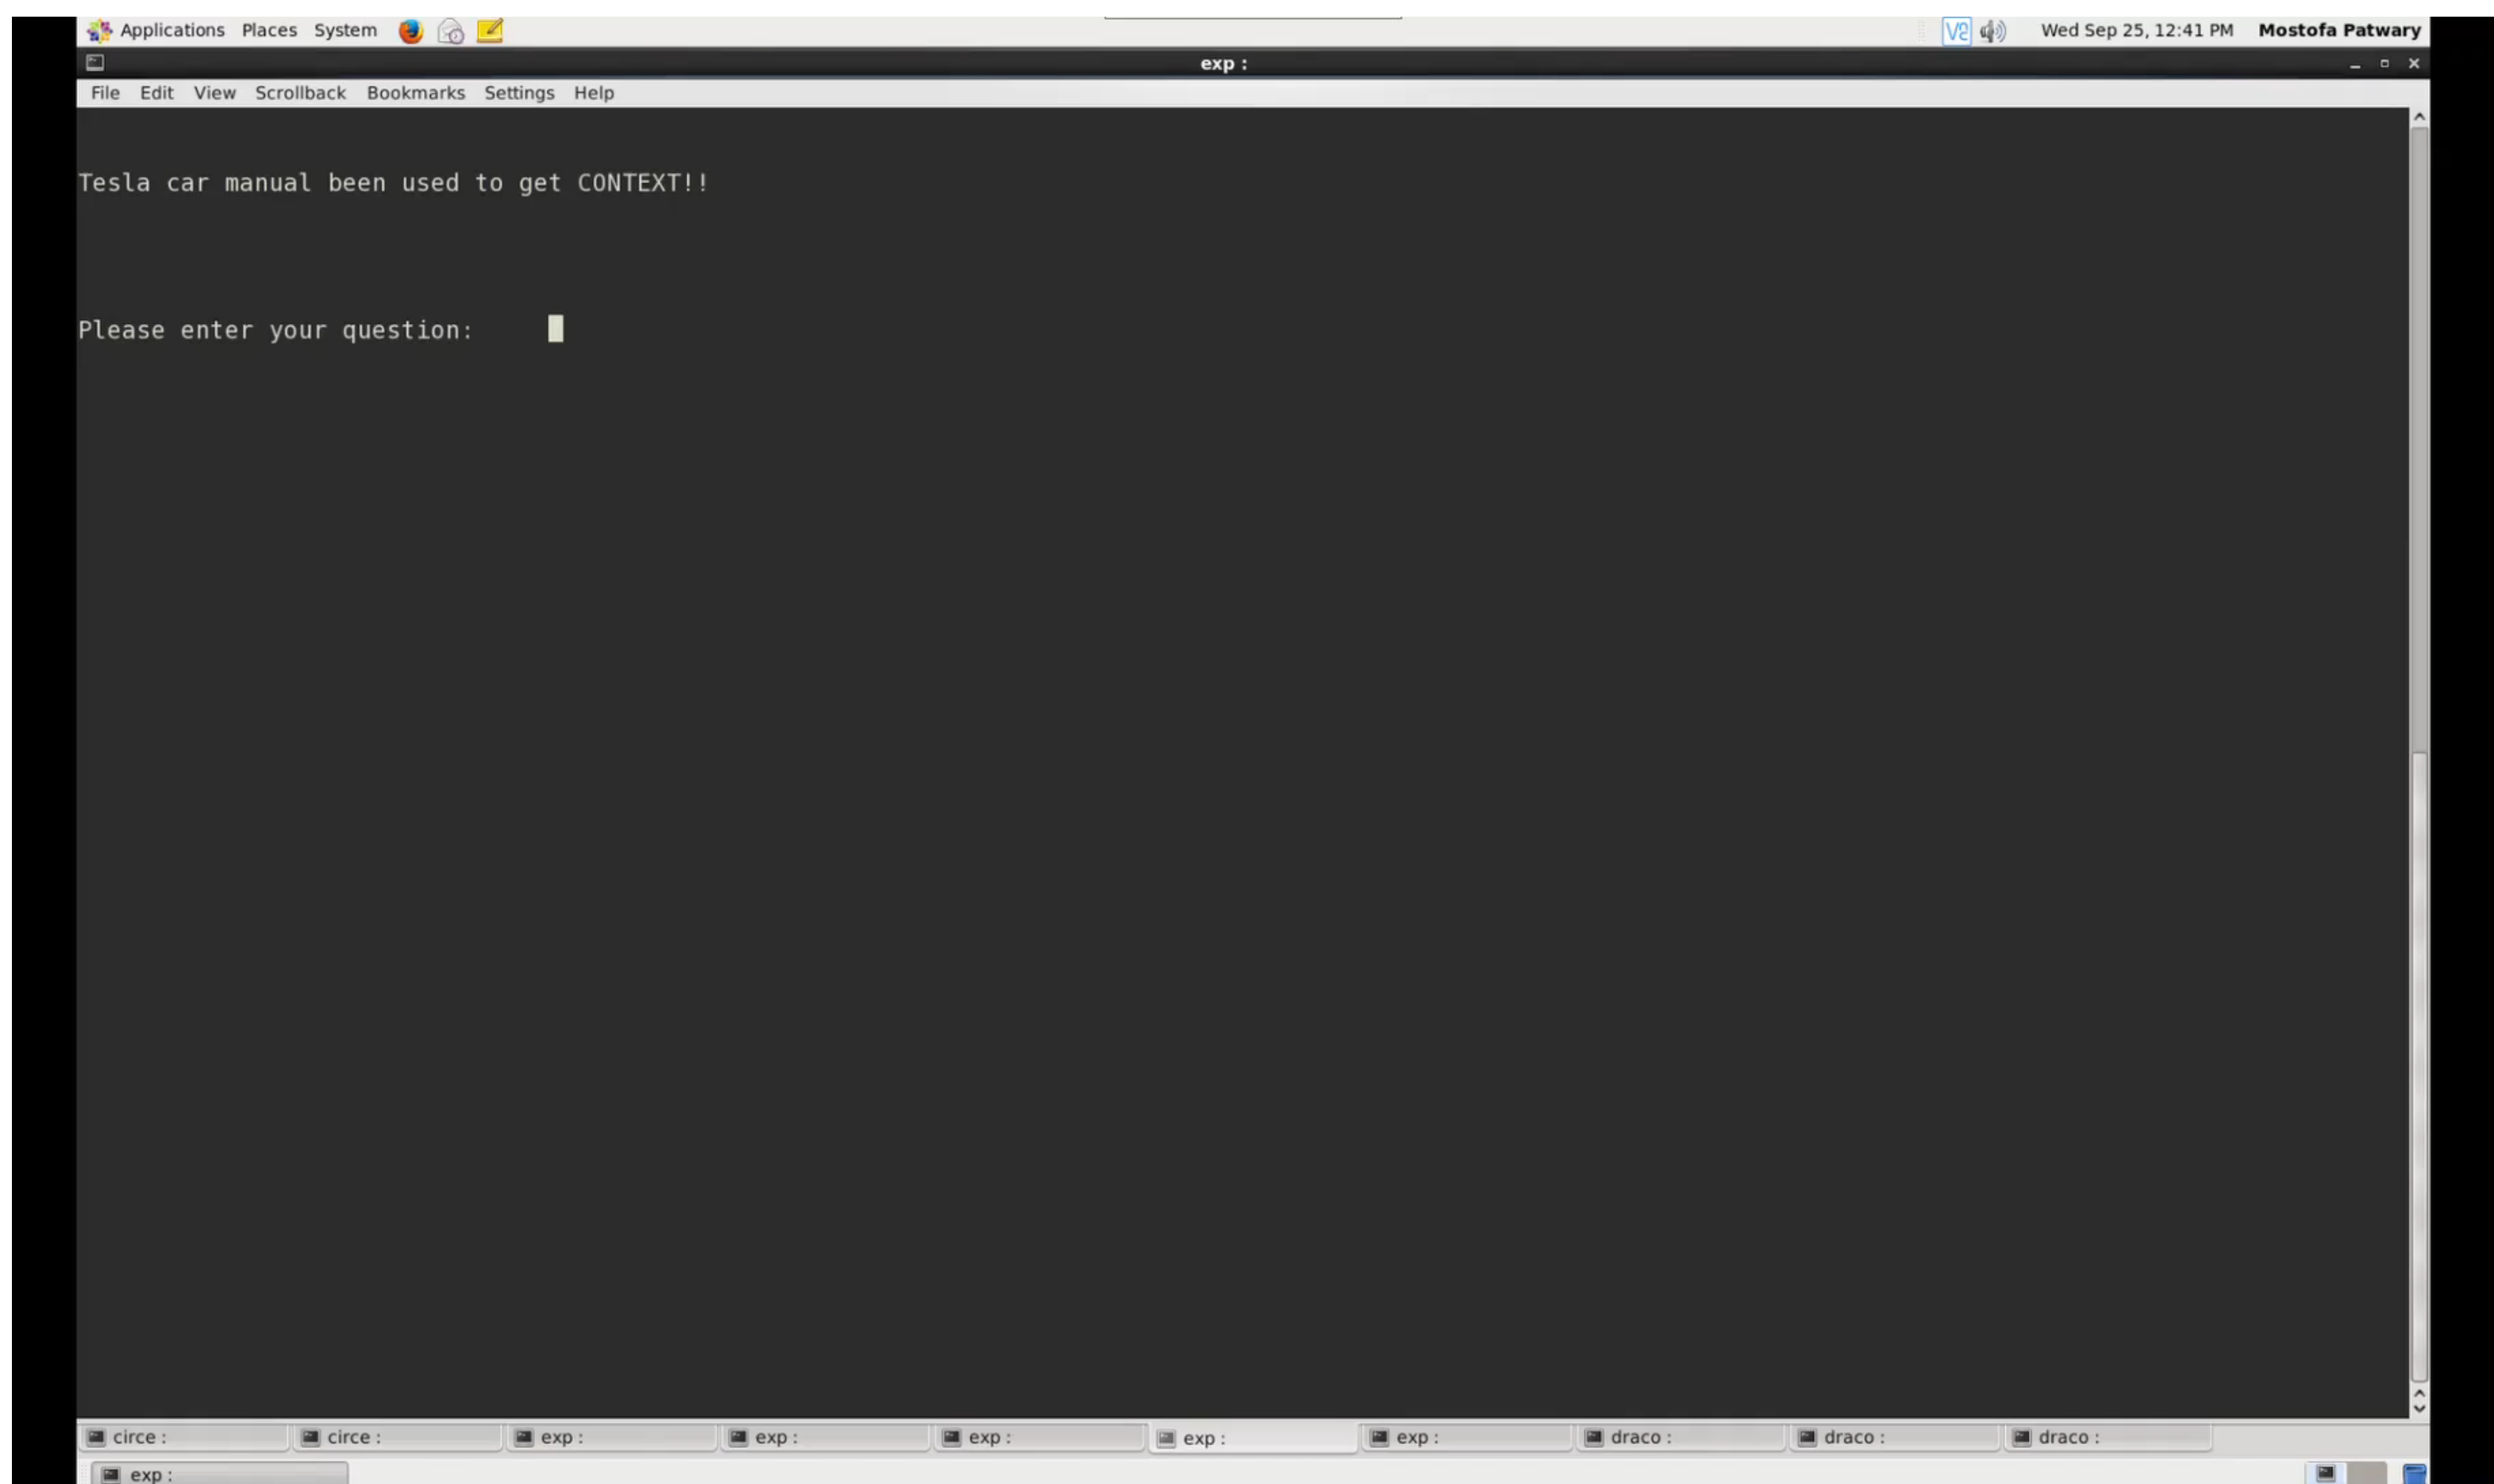 Applications Places System Wed Sep 25, 12:41 PM Mostofa Patwary
exp :
File Edit View Scrollback Bookmarks Settings Help
Tesla car manual been used to get CONTEXT!!
Please enter your question:
circe : circe : exp : exp : exp : exp : exp : draco : draco : draco :
exp :